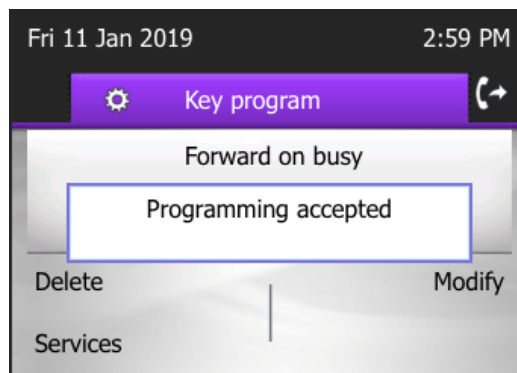 Fri 11 Jan 2019 2:59 PM
Key program
Forward on busy
Programming accepted
Delete Modify
Services